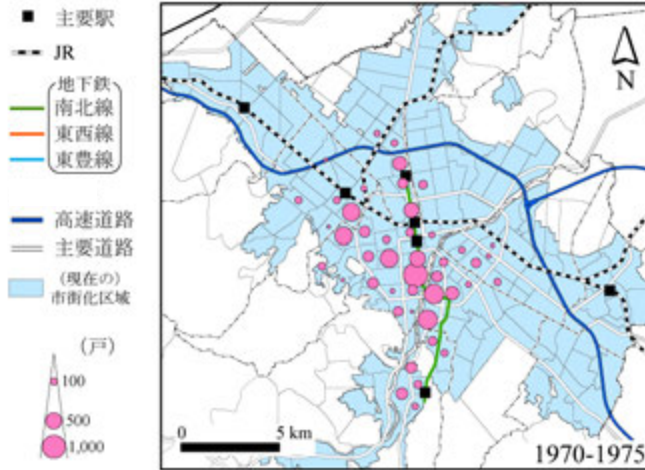 主要駅
JR
地下鉄
南北線
東西線
東豊線
高速道路
主要道路
(現在の)
市街化区域
(戸)
100
500
1,000
N
0 5 km
1970-1975